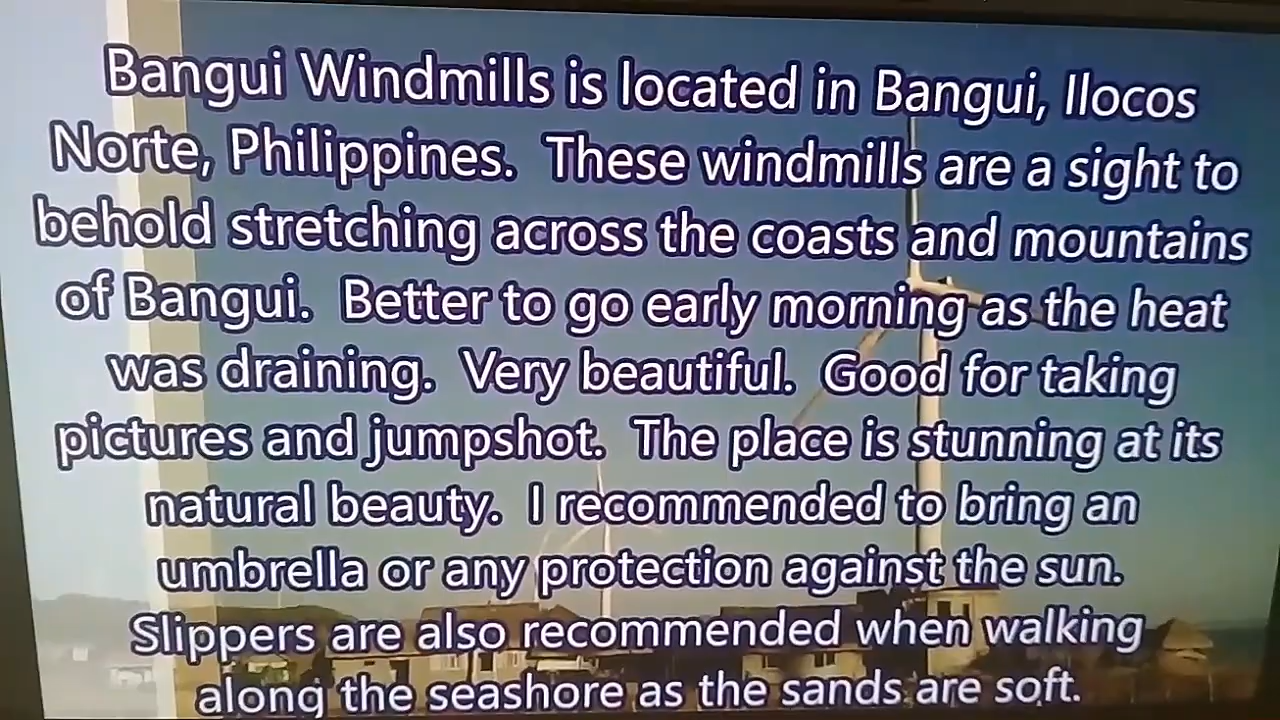 Bangui Windmills is located in Bangui, Ilocos
Norte, Philippines.  These windmills are a sight to
behold stretching across the coasts and mountains
of Bangui.  Better to go early morning as the heat
was draining.  Very beautiful.  Good for taking
pictures and jumpshot.  The place is stunning at its
natural beauty.  I recommended to bring an
umbrella or any protection against the sun.
Slippers are also recommended when walking
along the seashore as the sands are soft.